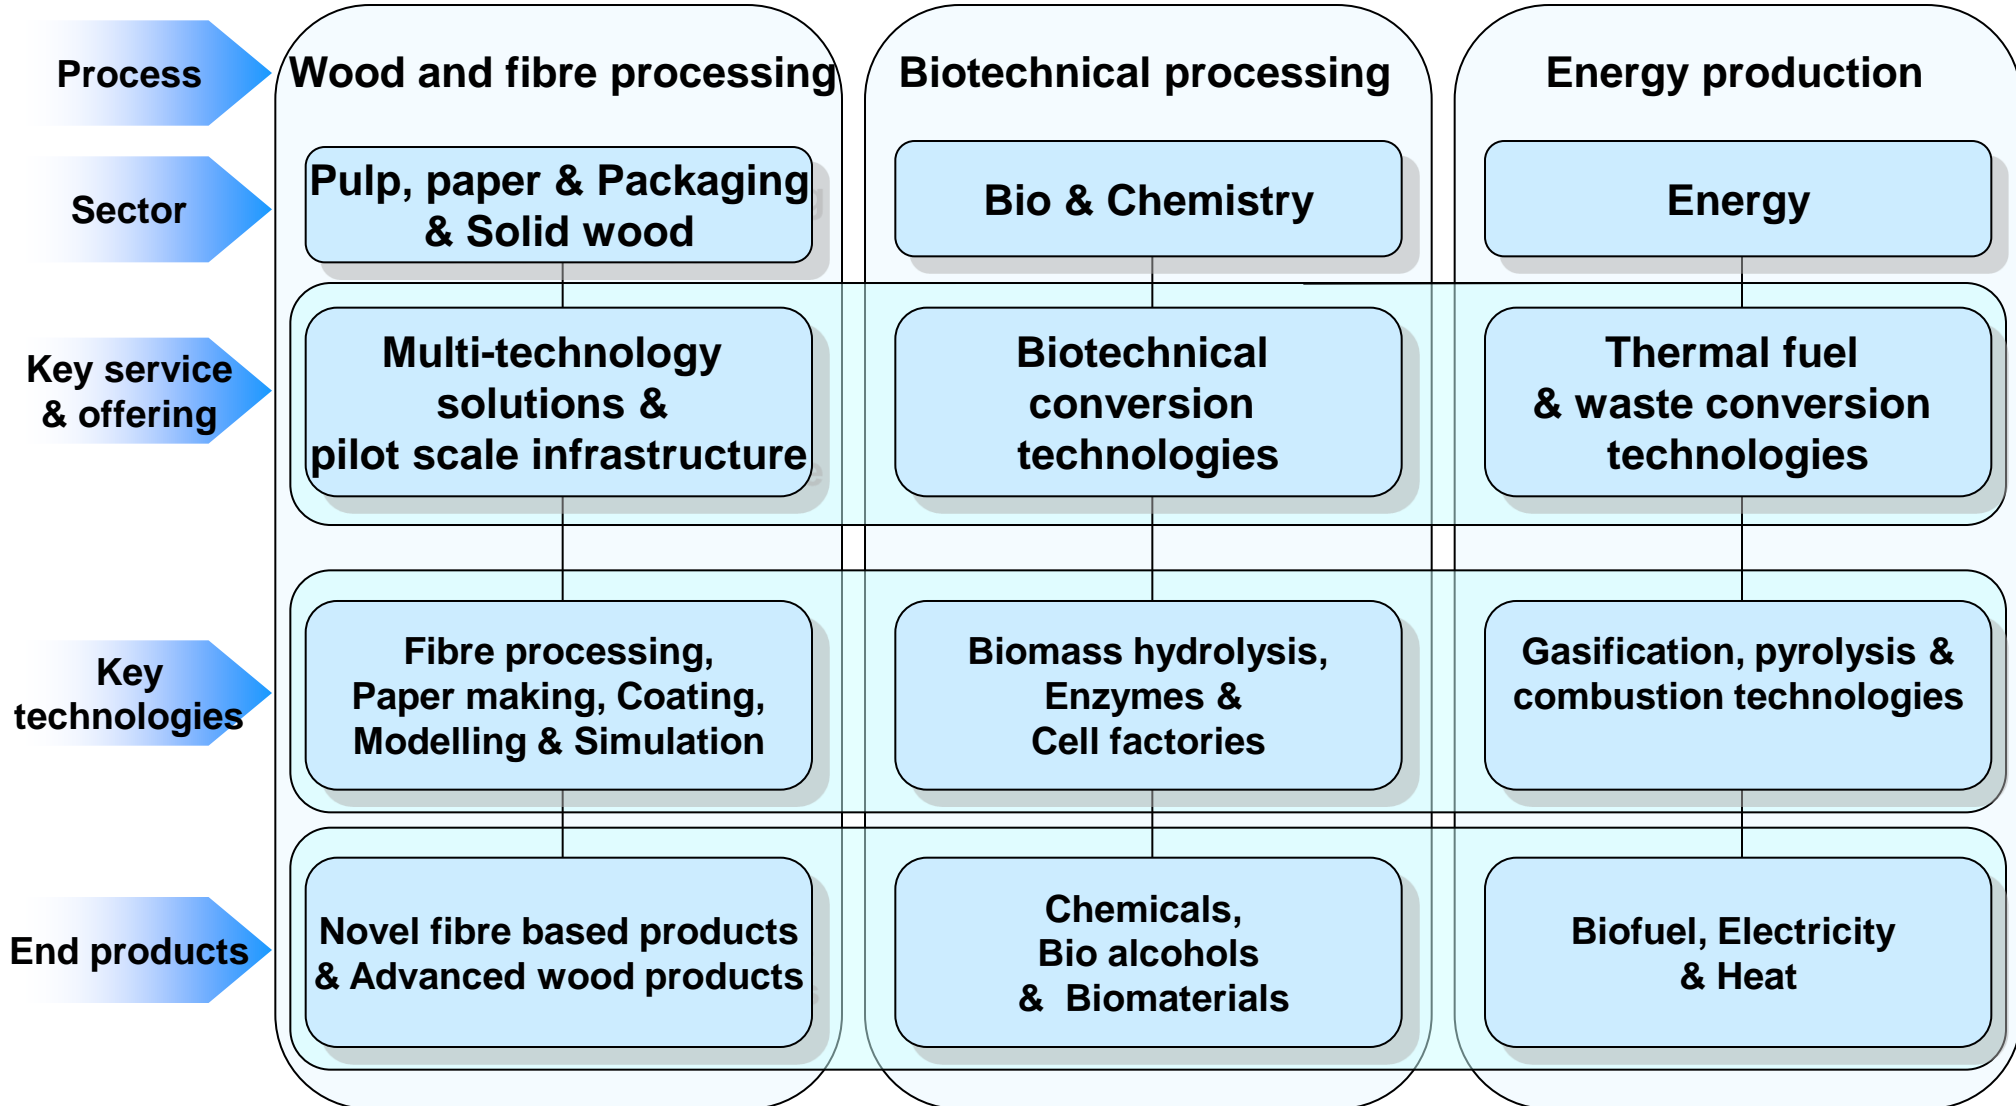 Process
Wood and fibre processing
Biotechnical processing
Energy production
Sector
Pulp, paper & Packaging
& Solid wood
Bio & Chemistry
Energy
Key service
& offering
Multi-technology
solutions &
pilot scale infrastructure
Biotechnical
conversion
technologies
Thermal fuel
& waste conversion
technologies
Key
technologies
Fibre processing,
Paper making, Coating,
Modelling & Simulation
Biomass hydrolysis,
Enzymes &
Cell factories
Gasification, pyrolysis &
combustion technologies
End products
Novel fibre based products
& Advanced wood products
Chemicals,
Bio alcohols
& Biomaterials
Biofuel, Electricity
& Heat